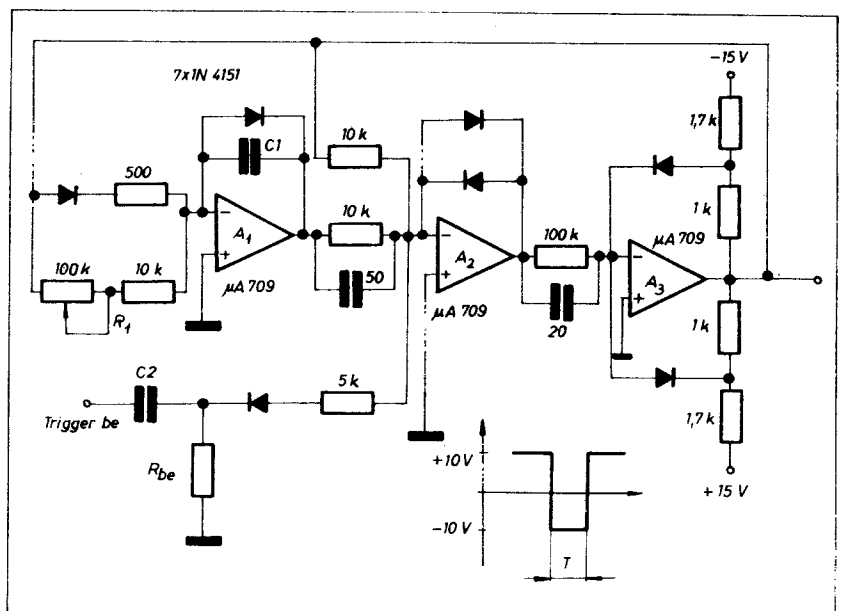 7x1N 4151
-15 V
1,7 k
C1
10 k
500
1 k
-
A1
+
10 k
-
A2
+
100 k
μA 709
-
A3
+
100 k
10 k
R1
μA 709
50
μA 709
20
1 k
C2
5 k
Trigger be
1,7 k
Rbe
+10 V
-10 V
+15 V
T